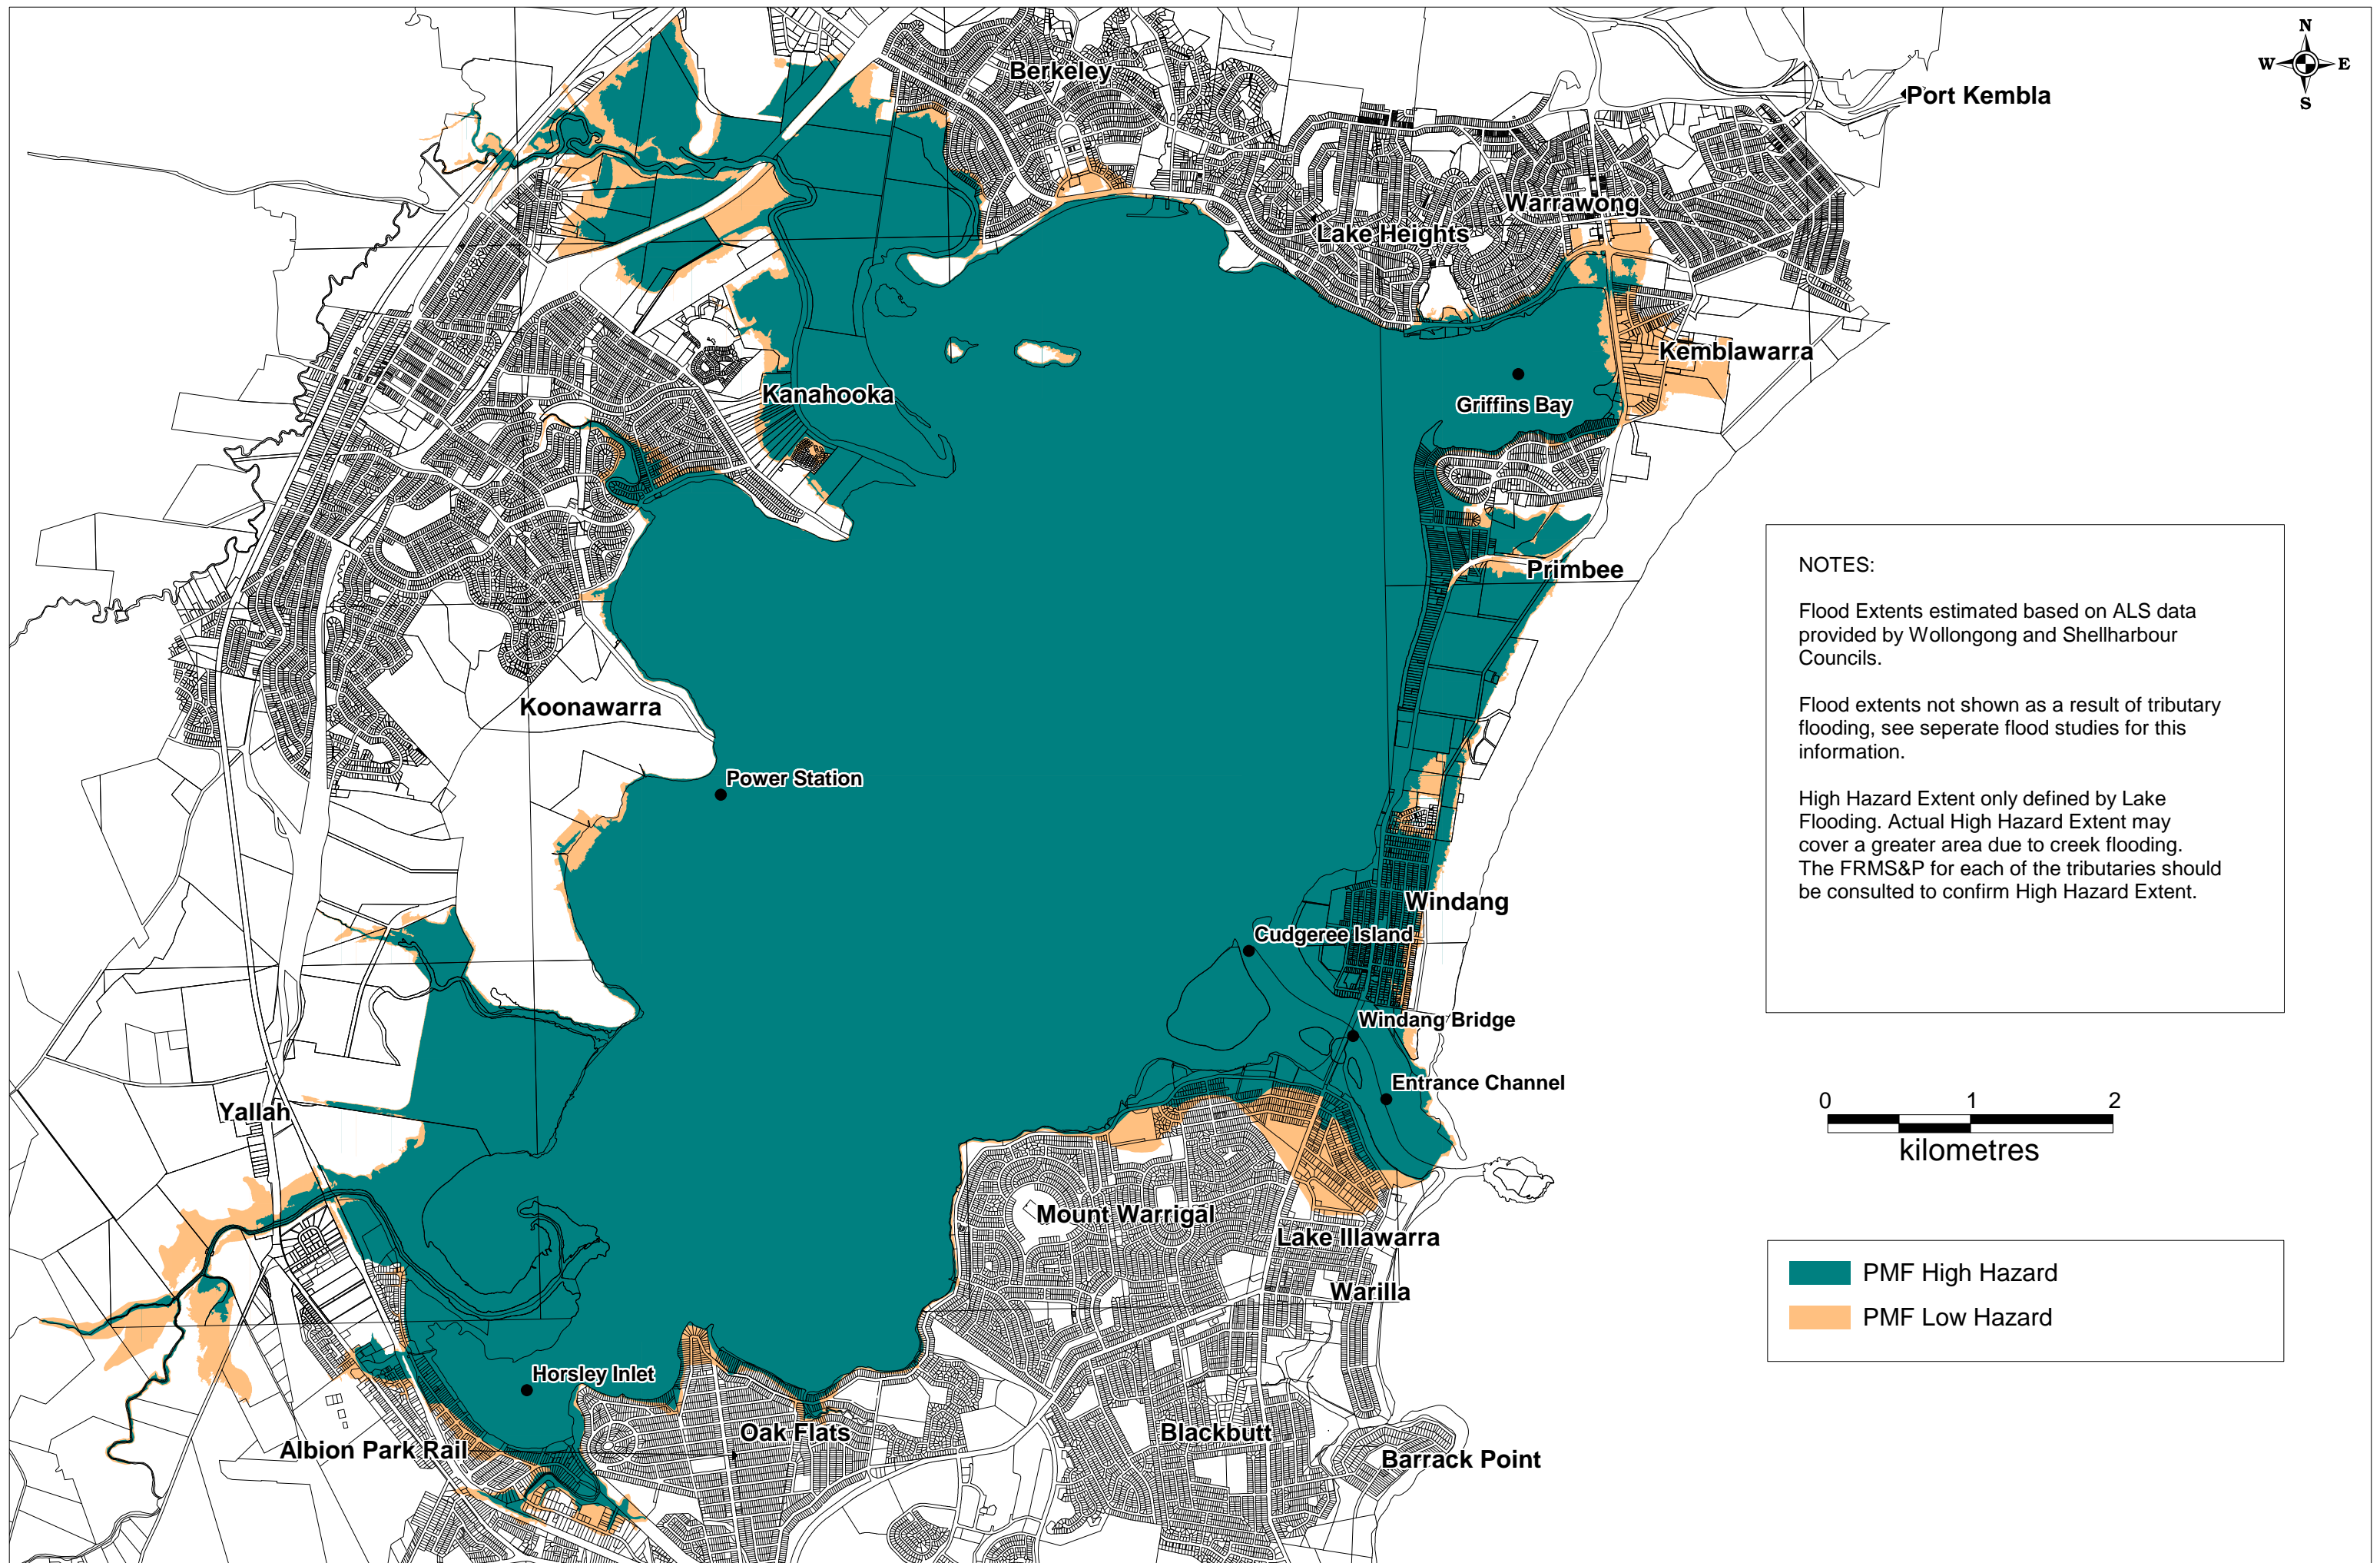 N
W E
S
Berkeley
Port Kembla
Warrawong
Lake Heights
Kemblawarra
Kanahooka
Griffins Bay
Primbee
NOTES:
Flood Extents estimated based on ALS data
provided by Wollongong and Shellharbour
Councils.
Flood extents not shown as a result of tributary
flooding, see seperate flood studies for this
information.
High Hazard Extent only defined by Lake
Flooding. Actual High Hazard Extent may
cover a greater area due to creek flooding.
The FRMS&P for each of the tributaries should
be consulted to confirm High Hazard Extent.
Koonawarra
Power Station
Windang
Cudgeree Island
Windang Bridge
Entrance Channel
Yallah
0 1 2
kilometres
Mount Warrigal
Lake Illawarra
Warilla
PMF High Hazard
PMF Low Hazard
Horsley Inlet
Oak Flats
Blackbutt
Albion Park Rail
Barrack Point